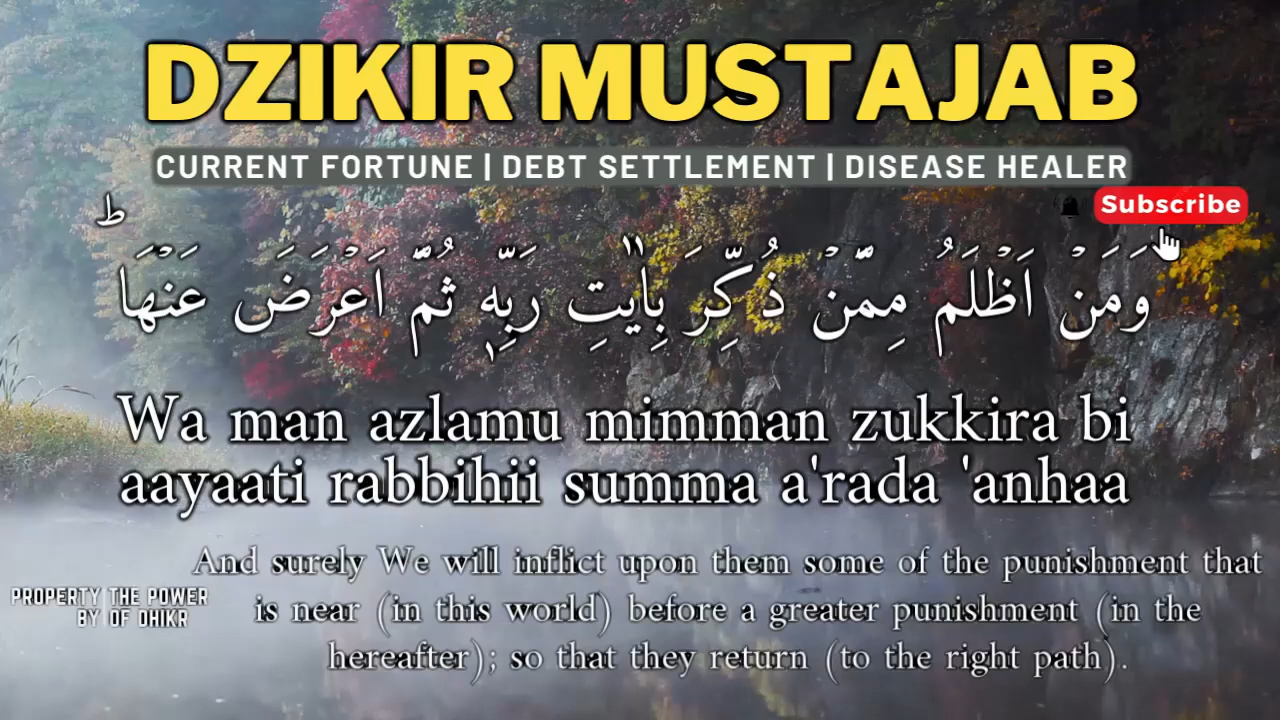 DZIKIR MUSTAJAB
CURRENT FORTUNE | DEBT SETTLEMENT | DISEASE HEALER
Subscribe
وَمَنۡ اَظۡلَمُ مِمَّنۡ ذُكِّرَ بِاٰيٰتِ رَبِّهٖ ثُمَّ اَعۡرَضَ عَنۡهَا ؕ
Wa man azlamu mimman zukkira bi
aayaati rabbihii summa a'rada 'anhaa
And surely We will inflict upon them some of the punishment that
is near (in this world) before a greater punishment (in the
hereafter); so that they return (to the right path).
PROPERTY THE POWER
BY OF DHIKR